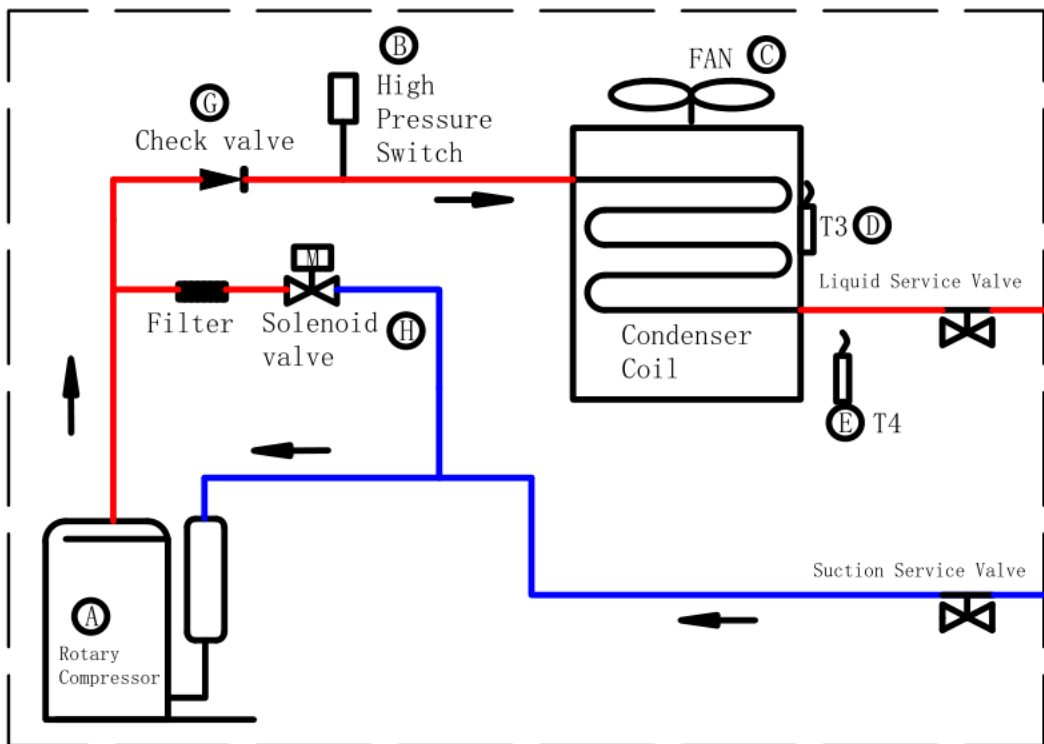 B
High
Pressure
Switch
FAN C
G
Check valve
T3 D
M
Liquid Service Valve
Filter
Solenoid
valve
H
Condenser
Coil
E T4
Suction Service Valve
A
Rotary
Compressor